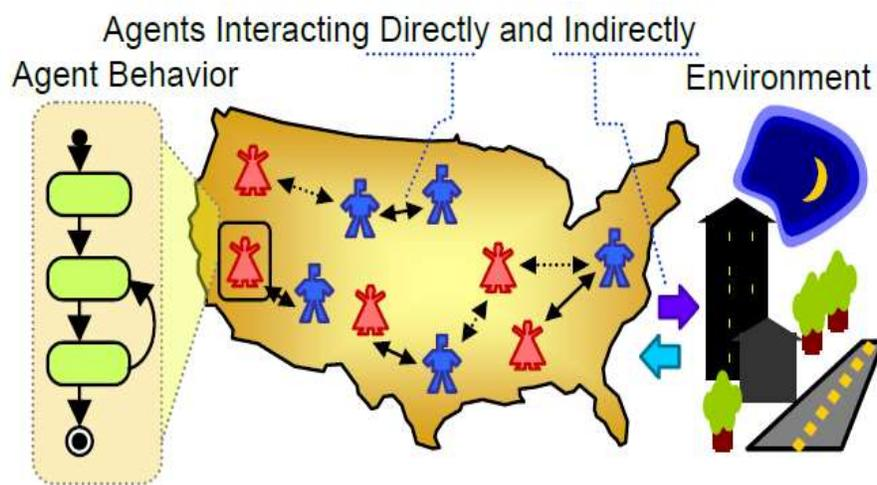 Agents Interacting Directly and Indirectly
Agent Behavior
Environment